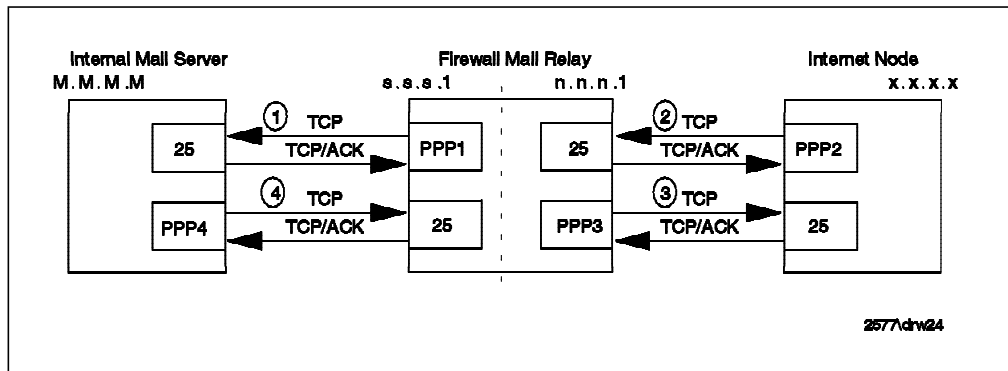 Internal Mail Server Firewall Mail Relay Internet Node
M.M.M.M s.s.s.1 n.n.n.1 x.x.x.x
1 TCP 2 TCP
25 PPP1 25 PPP2
TCP/ACK TCP/ACK
4 TCP 3 TCP
PPP4 25 PPP3 25
TCP/ACK TCP/ACK
2577\drw24